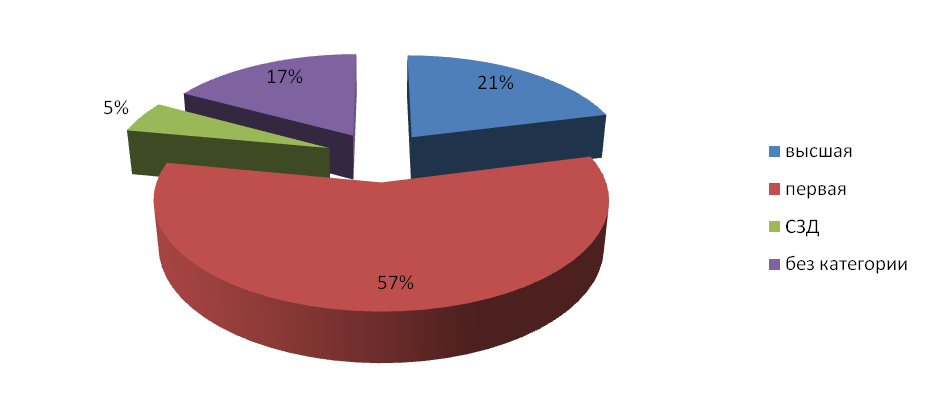 17%
21%
5%
57%
высшая
первая
СЗД
без категории